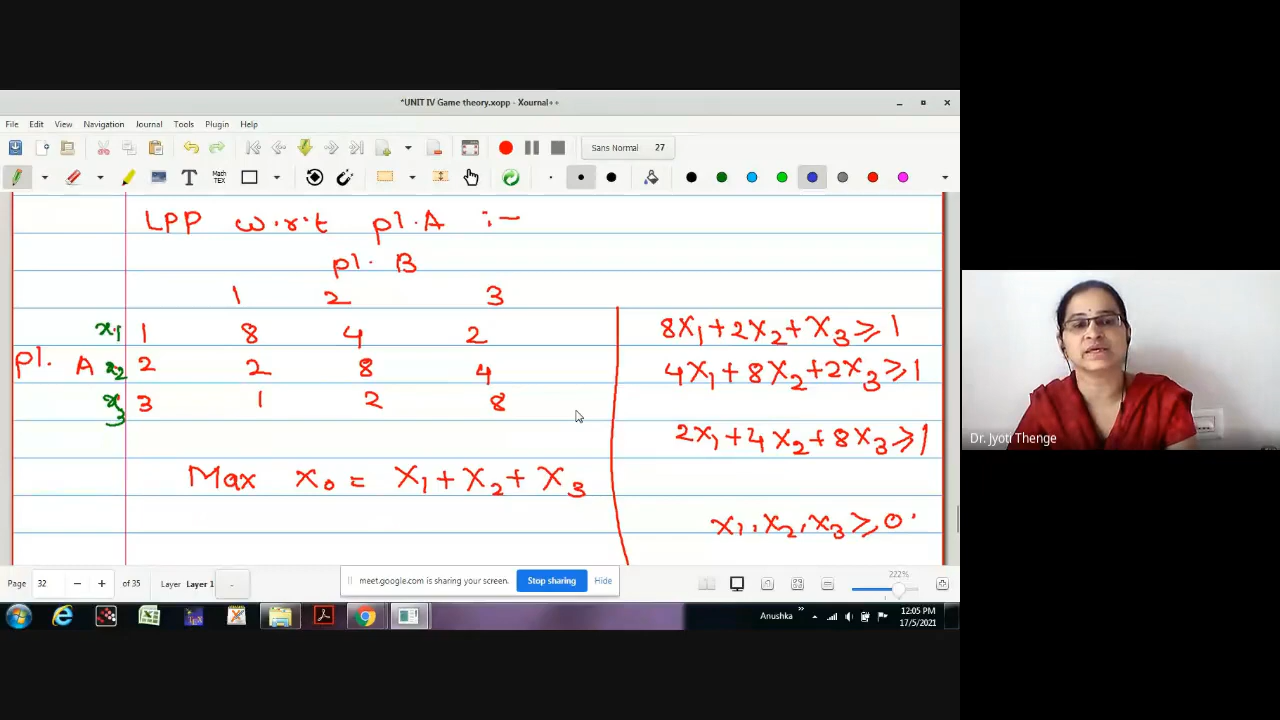 *UNIT IV Game theory.xopp - Xournal++
File Edit View Navigation Journal Tools Plugin Help
Sans Normal 27
Math
TEX
LPP w.r.t pl.A :-
pl. B
1 2 3
x1 1 8 4 2
pl. A x2 2 2 8 4
x3 3 1 2 8
Max X0 = X1+X2+X3
8X1+2X2+X3≥1
4X1+8X2+2X3≥1
2X1+4X2+8X3≥1
X1,X2,X3≥0.
Dr. Jyoti Thenge
Page 32 of 35 Layer Layer 1
meet.google.com is sharing your screen. Stop sharing Hide
222%
Anushka
12:05 PM
17/5/2021